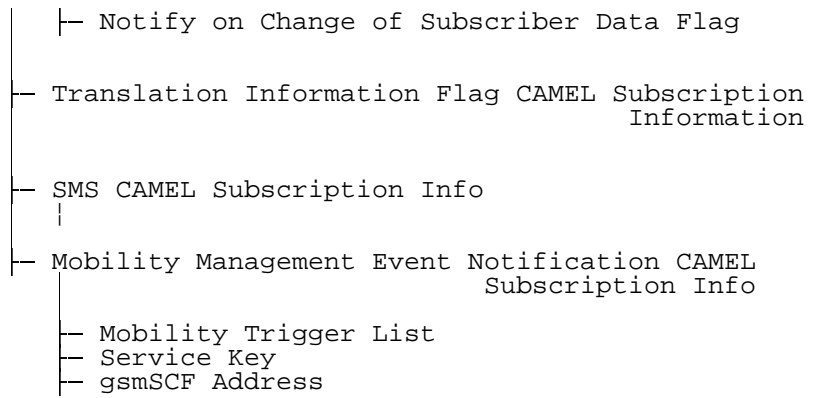 Notify on Change of Subscriber Data Flag
Translation Information Flag CAMEL Subscription
Information
SMS CAMEL Subscription Info
Mobility Management Event Notification CAMEL
Subscription Info
Mobility Trigger List
Service Key
gsmSCF Address